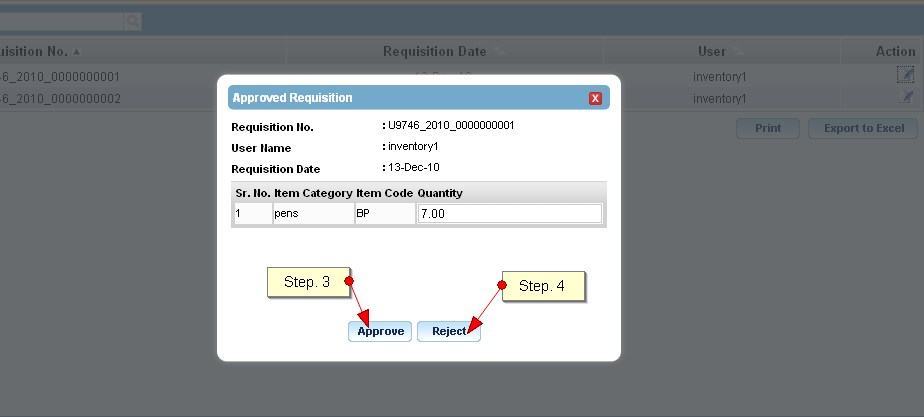 uisition No. Requisition Date User Action
46_2010_0000000001 inventory1
46_2010_0000000002 inventory1
Print Export to Excel
Approved Requisition X
Requisition No. : U9746_2010_0000000001
User Name : inventory1
Requisition Date : 13-Dec-10
Sr. No. Item Category Item Code Quantity
1 pens BP 7.00
Step. 3 Step. 4
Approve Reject